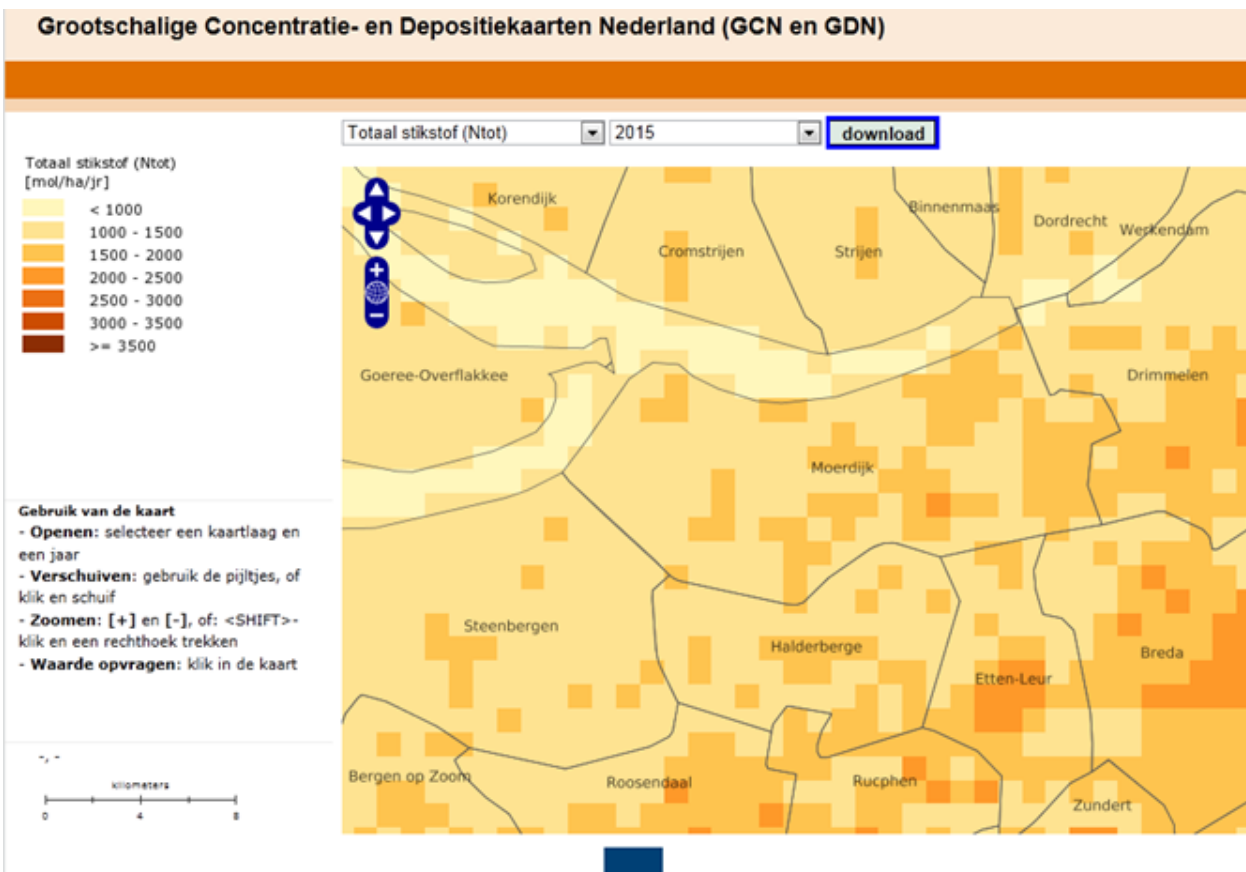 Grootschalige Concentratie- en Depositiekaarten Nederland (GCN en GDN)
Totaal stikstof (Ntot) 2015 download
Totaal stikstof (Ntot)
[mol/ha/jr]
< 1000
1000 - 1500
1500 - 2000
2000 - 2500
2500 - 3000
3000 - 3500
>= 3500
Gebruik van de kaart
- Openen: selecteer een kaartlaag en
een jaar
- Verschuiven: gebruik de pijltjes, of
klik en schuif
- Zoomen: [+] en [-], of: <SHIFT>-
klik en een rechthoek trekken
- Waarde opvragen: klik in de kaart
-, -
kilometers
0 4 8
Korendijk
Binnenmaas
Dordrecht
Werkendam
Cromstrijen
Strijen
Goeree-Overflakkee
Drimmelen
Moerdijk
Steenbergen
Halderberge
Breda
Etten-Leur
Bergen op Zoom
Roosendaal
Rucphen
Zundert